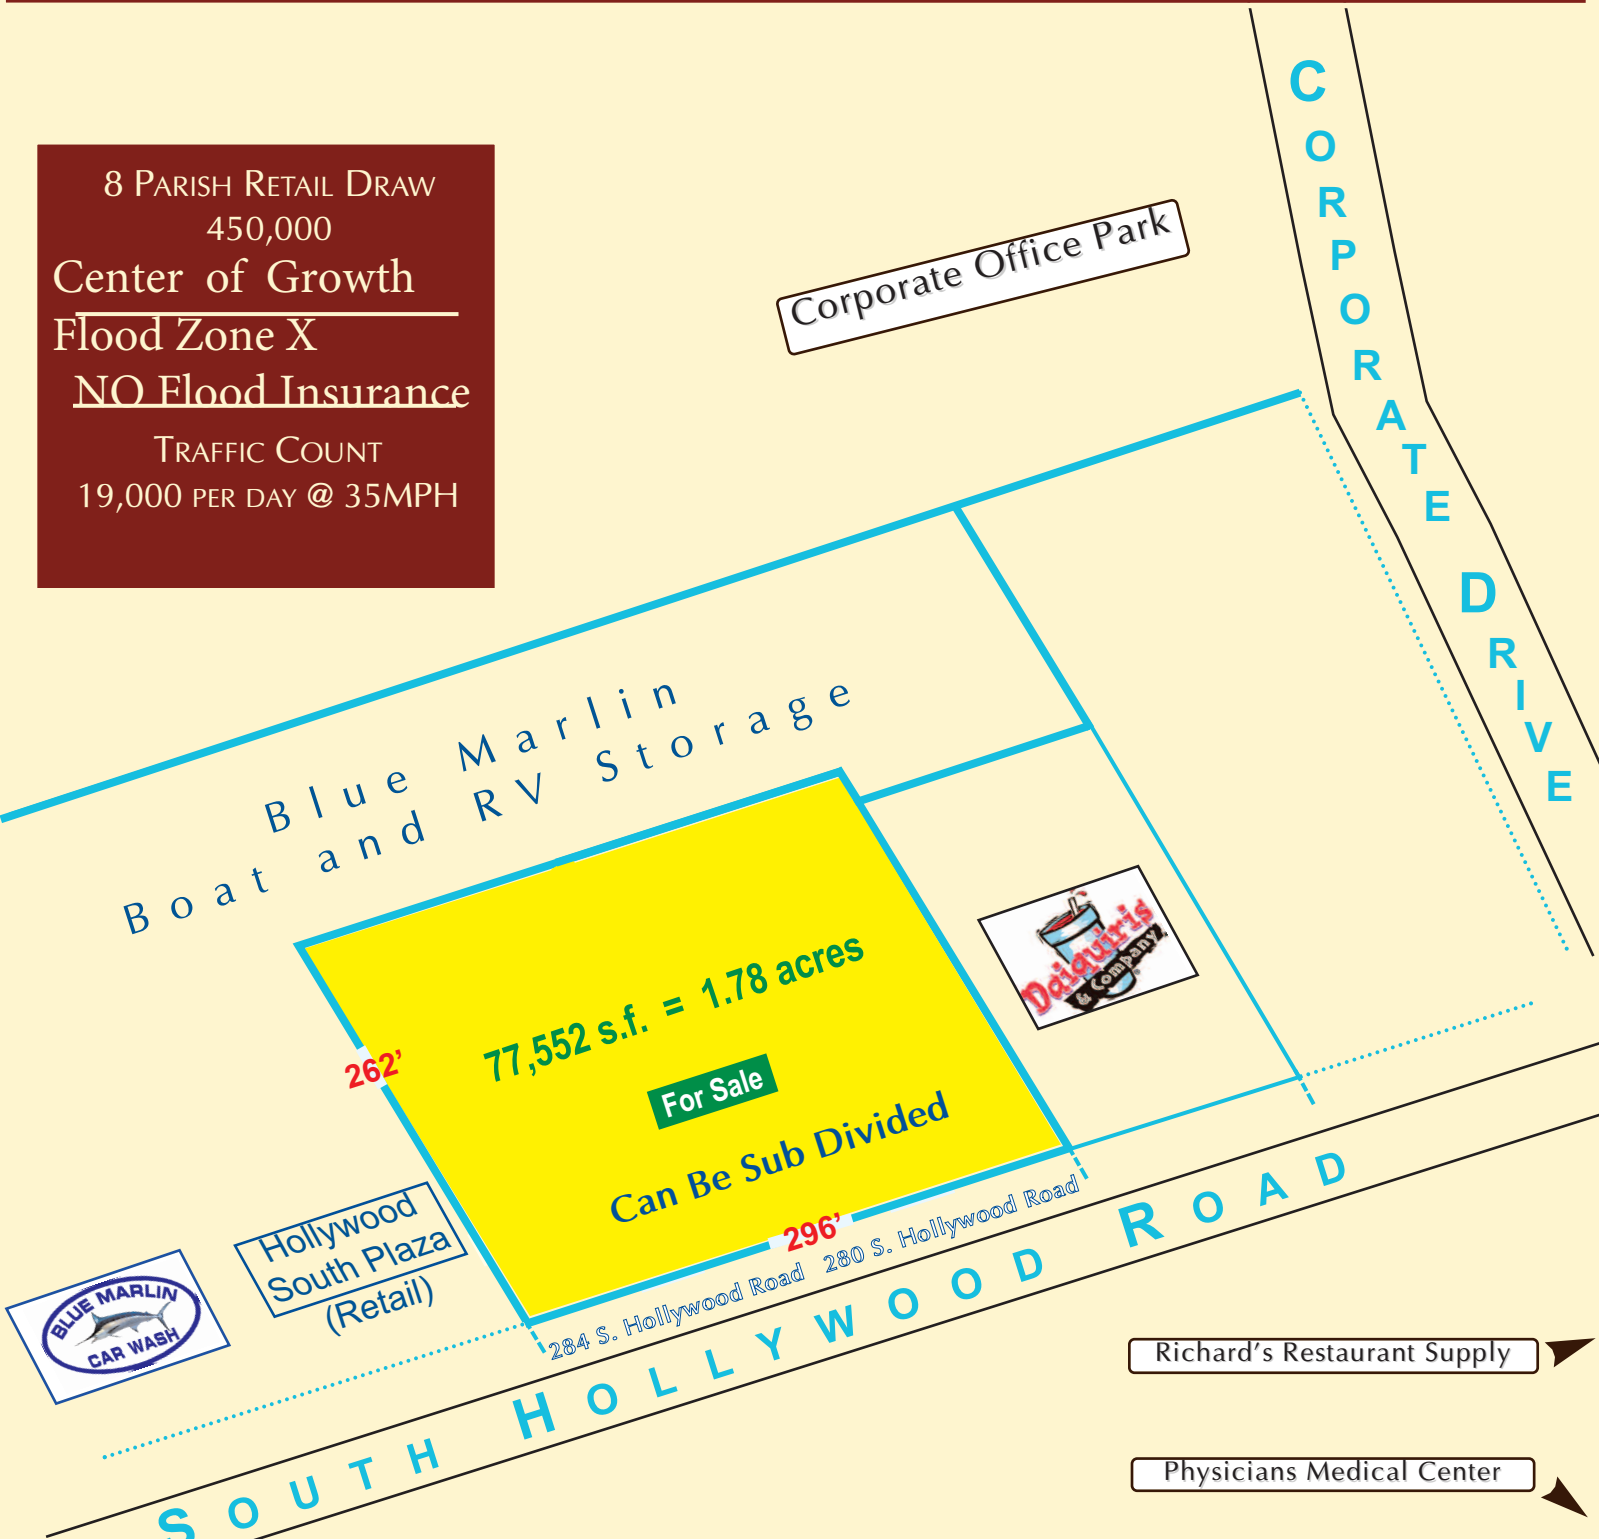 8 Parish Retail Draw
450,000
Center of Growth
Flood Zone X
NO Flood Insurance
Traffic Count
19,000 per day @ 35MPH
Corporate Office Park
Corporate Drive
Blue Marlin
Boat and RV Storage
77,552 s.f. = 1.78 acres
For Sale
Can Be Sub Divided
262’
296’
Daiquiris
& Company
Hollywood
South Plaza
(Retail)
BLUE MARLIN
CAR WASH
284 S. Hollywood Road 280 S. Hollywood Road
South Hollywood Road
Richard’s Restaurant Supply
Physicians Medical Center